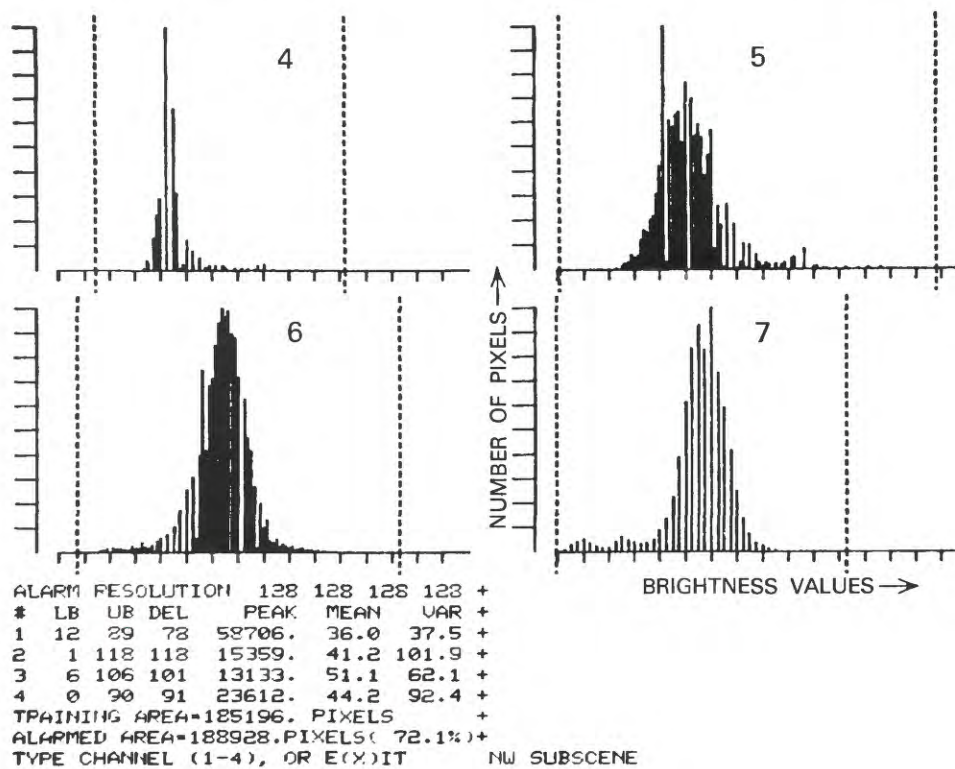 4
5
6
7
NUMBER OF PIXELS
BRIGHTNESS VALUES
ALARM RESOLUTION 128 128 128 128 +
# LB UB DEL PEAK MEAN VAR +
1 12 89 78 58706. 36.0 37.5 +
2 1 118 118 15359. 41.2 101.9 +
3 6 106 101 13133. 51.1 62.1 +
4 0 90 91 23612. 44.2 92.4 +
TRAINING AREA=185196. PIXELS +
ALARMED AREA=188928.PIXELS( 72.1%)+
TYPE CHANNEL (1-4), OR E(X)IT
NW SUBSCENE